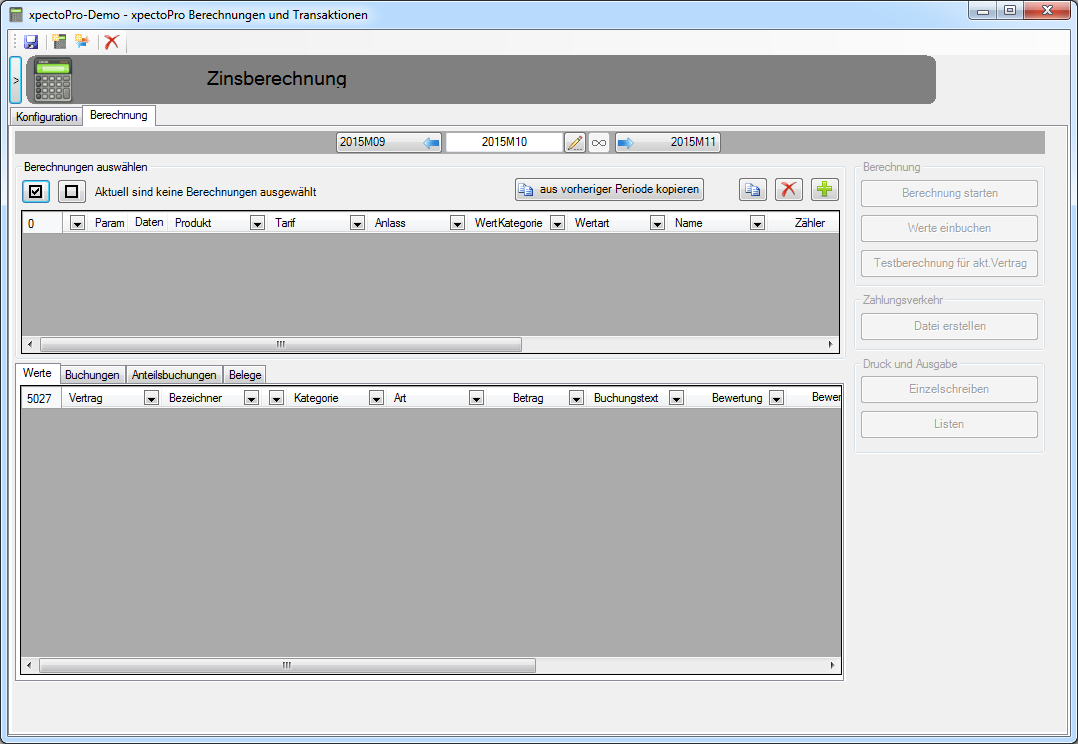 xpectoPro-Demo - xpectoPro Berechnungen und Transaktionen
> Zinsberechnung
Konfiguration Berechnung
2015M09 2015M10 2015M11
Berechnungen auswählen
Aktuell sind keine Berechnungen ausgewählt aus vorheriger Periode kopieren
0 Param Daten Produkt Tarif Anlass WertKategorie Wertart Name Zähler
Berechnung
Berechnung starten
Werte einbuchen
Testberechnung für akt.Vertrag
Zahlungsverkehr
Datei erstellen
Druck und Ausgabe
Einzelschreiben
Listen
Werte Buchungen Anteilsbuchungen Belege
5027 Vertrag Bezeichner Kategorie Art Betrag Buchungstext Bewertung Bewer